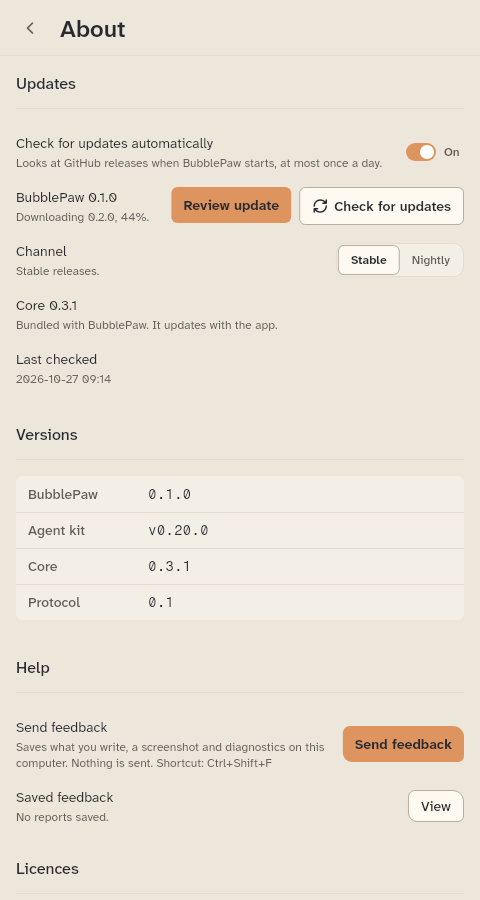 About
Updates
Check for updates automatically
Looks at GitHub releases when BubblePaw starts, at most once a day.
On
BubblePaw 0.1.0
Downloading 0.2.0, 44%.
Review update
Check for updates
Channel
Stable releases.
Stable
Nightly
Core 0.3.1
Bundled with BubblePaw. It updates with the app.
Last checked
2026-10-27 09:14
Versions
BubblePaw 0.1.0
Agent kit v0.20.0
Core 0.3.1
Protocol 0.1
Help
Send feedback
Saves what you write, a screenshot and diagnostics on this
computer. Nothing is sent. Shortcut: Ctrl+Shift+F
Send feedback
Saved feedback
No reports saved.
View
Licences